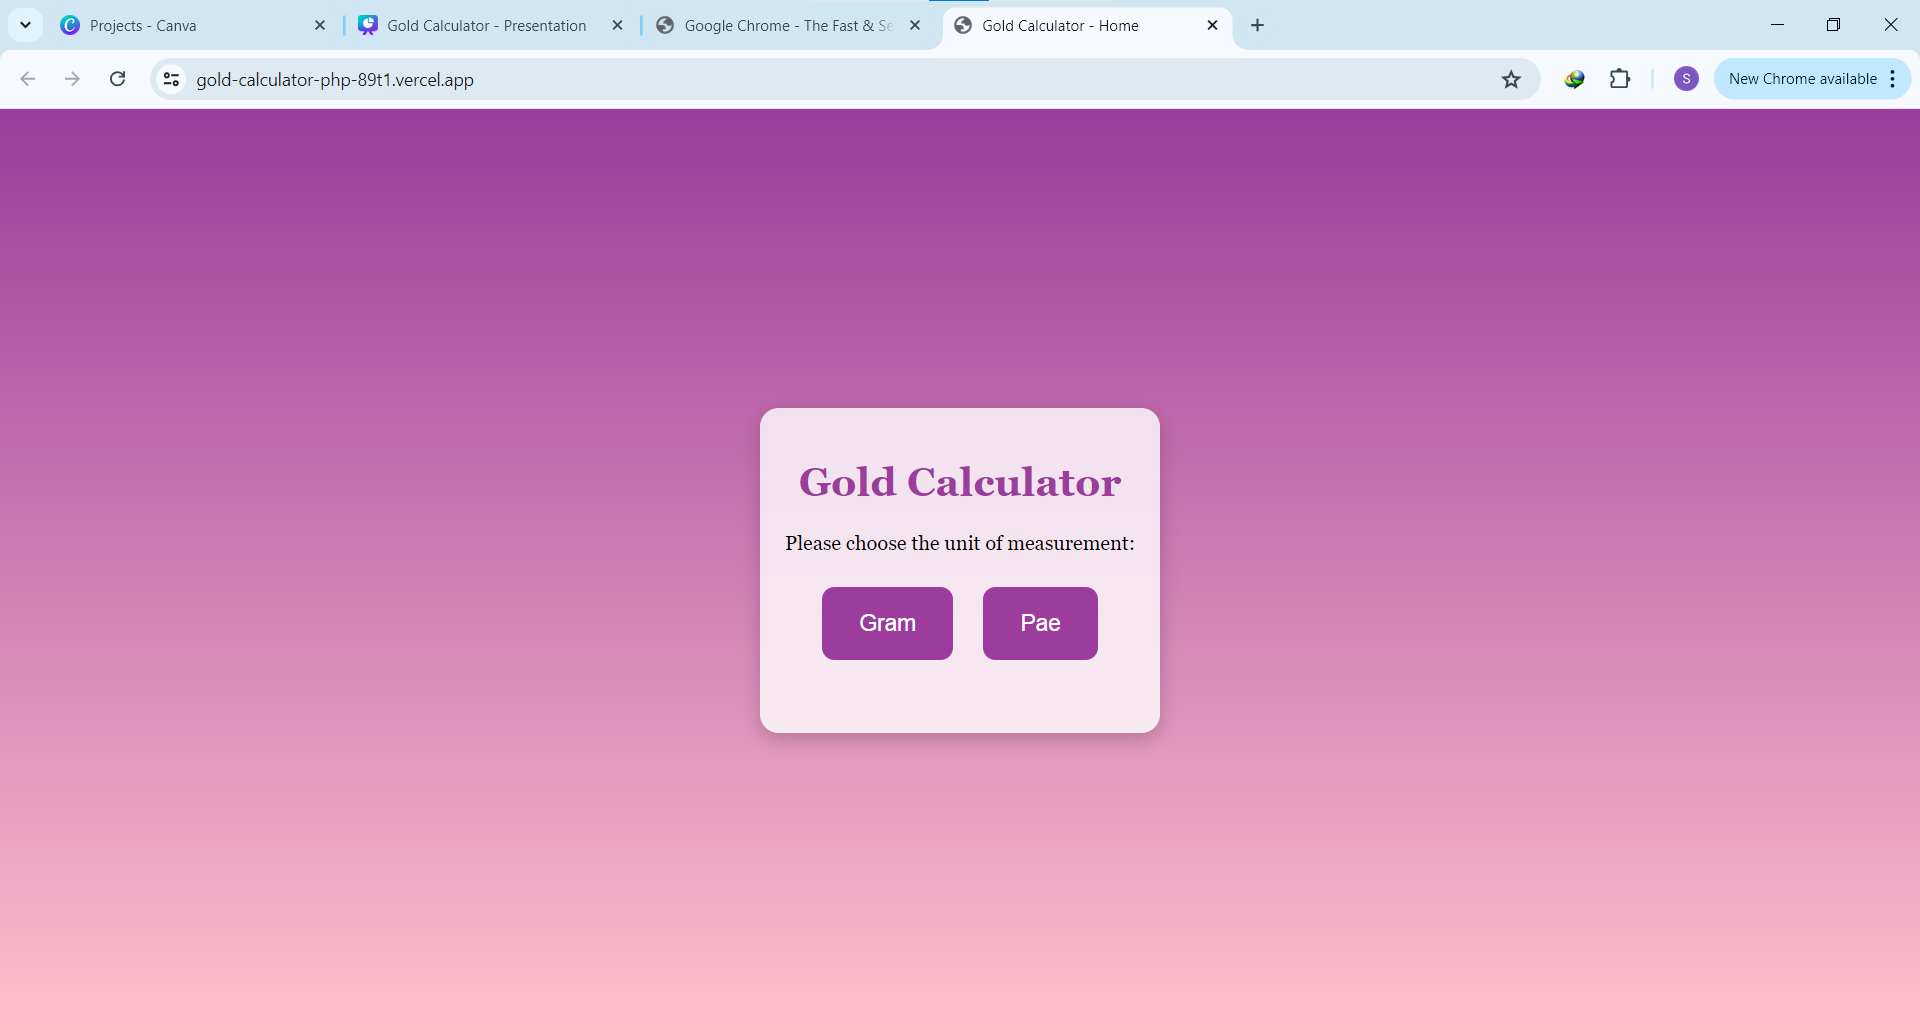 Projects - Canva
Gold Calculator - Presentation
Google Chrome - The Fast & Se
Gold Calculator - Home
gold-calculator-php-89t1.vercel.app
S
New Chrome available
Gold Calculator
Please choose the unit of measurement:
Gram
Pae